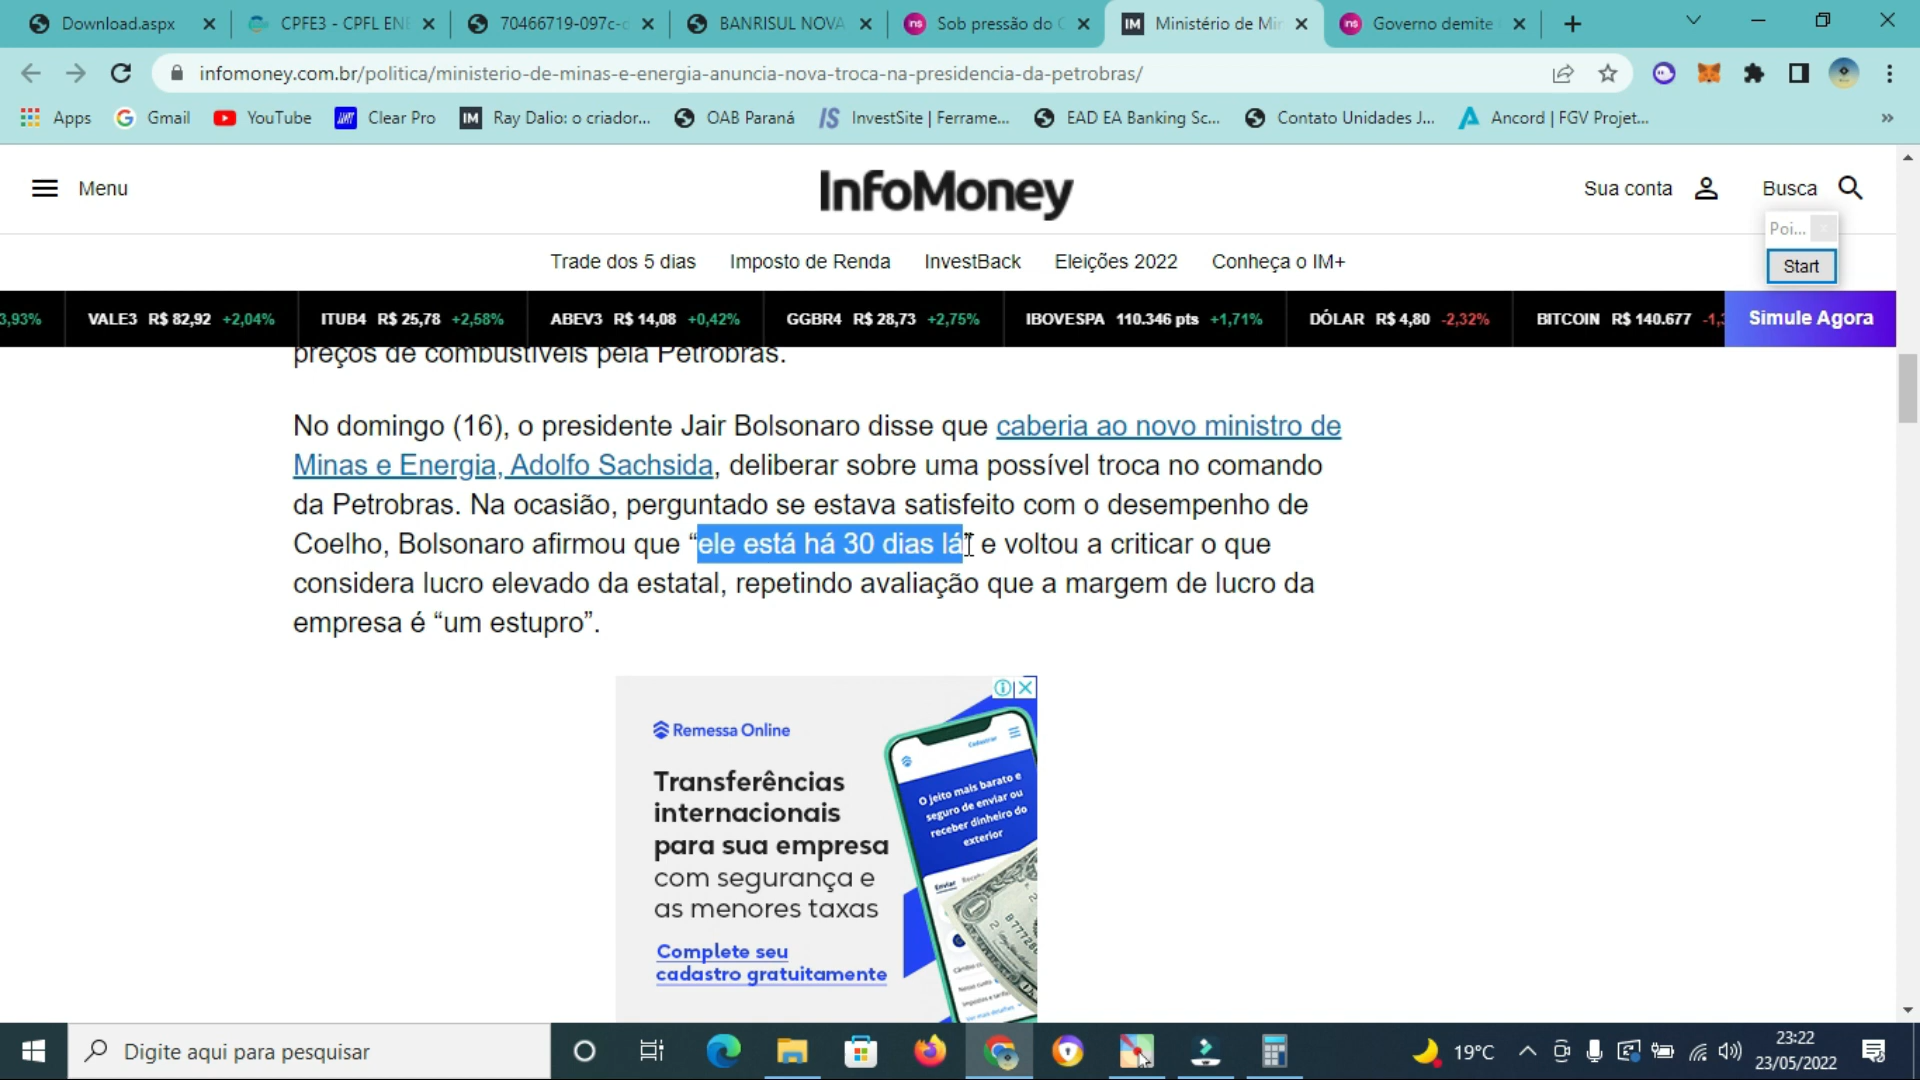 Download.aspx
CPFE3 - CPFL ENE
70466719-097c-
BANRISUL NOVA
Sob pressão do
Ministério de Min
Governo demite
infomoney.com.br/politica/ministerio-de-minas-e-energia-anuncia-nova-troca-na-presidencia-da-petrobras/
Apps
Gmail
YouTube
Clear Pro
Ray Dalio: o criador...
OAB Paraná
InvestSite | Ferrame...
EAD EA Banking Sc...
Contato Unidades J...
Ancord | FGV Projet...
»
Menu
InfoMoney
Sua conta
Busca
Poi...
Start
Trade dos 5 dias
Imposto de Renda
InvestBack
Eleições 2022
Conheça o IM+
3,93%
VALE3 R$ 82,92 +2,04%
ITUB4 R$ 25,78 +2,58%
ABEV3 R$ 14,08 +0,42%
GGBR4 R$ 28,73 +2,75%
IBOVESPA 110.346 pts +1,71%
DÓLAR R$ 4,80 -2,32%
BITCOIN R$ 140.677
Simule Agora
preços de combustíveis pela Petrobras.
No domingo (16), o presidente Jair Bolsonaro disse que caberia ao novo ministro de
Minas e Energia, Adolfo Sachsida, deliberar sobre uma possível troca no comando
da Petrobras. Na ocasião, perguntado se estava satisfeito com o desempenho de
Coelho, Bolsonaro afirmou que “ele está há 30 dias lá” e voltou a criticar o que
considera lucro elevado da estatal, repetindo avaliação que a margem de lucro da
empresa é “um estupro”.
Remessa Online
Transferências
internacionais
para sua empresa
com segurança e
as menores taxas
Complete seu
cadastro gratuitamente
Cadastrar
O jeito mais barato e
seguro de enviar ou
receber dinheiro do
exterior
Enviar
Digite aqui para pesquisar
19°C
23:22
23/05/2022